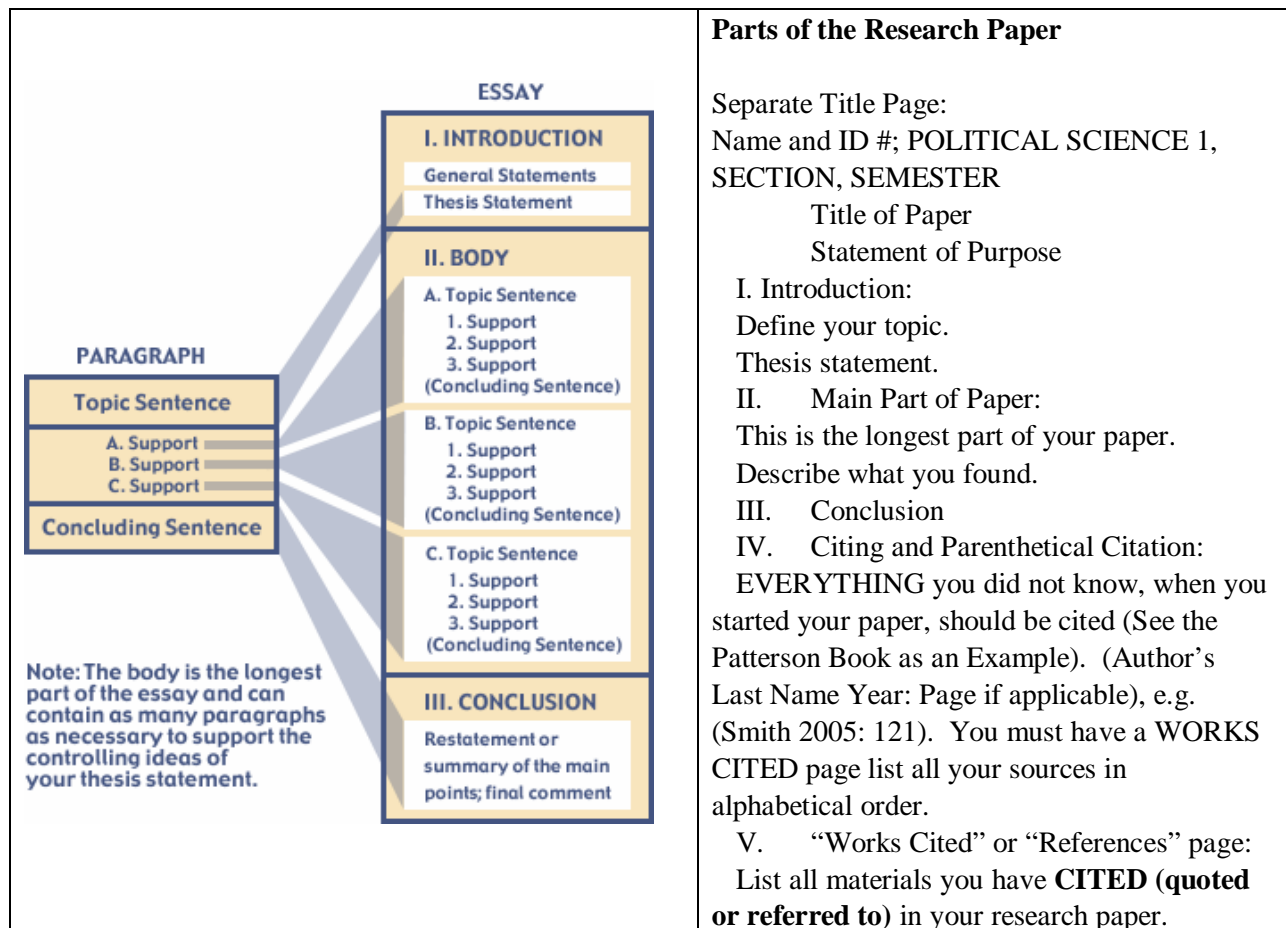 ESSAY
I. INTRODUCTION
General Statements
Thesis Statement
II. BODY
A. Topic Sentence
1. Support
2. Support
3. Support
(Concluding Sentence)
B. Topic Sentence
1. Support
2. Support
3. Support
(Concluding Sentence)
C. Topic Sentence
1. Support
2. Support
3. Support
(Concluding Sentence)
III. CONCLUSION
Restatement or
summary of the main
points; final comment
PARAGRAPH
Topic Sentence
A. Support
B. Support
C. Support
Concluding Sentence
Note: The body is the longest
part of the essay and can
contain as many paragraphs
as necessary to support the
controlling ideas of
your thesis statement.
Parts of the Research Paper
Separate Title Page:
Name and ID #; POLITICAL SCIENCE 1,
SECTION, SEMESTER
Title of Paper
Statement of Purpose
I. Introduction:
Define your topic.
Thesis statement.
II. Main Part of Paper:
This is the longest part of your paper.
Describe what you found.
III. Conclusion
IV. Citing and Parenthetical Citation:
EVERYTHING you did not know, when you
started your paper, should be cited (See the
Patterson Book as an Example). (Author’s
Last Name Year: Page if applicable), e.g.
(Smith 2005: 121). You must have a WORKS
CITED page list all your sources in
alphabetical order.
V. “Works Cited” or “References” page:
List all materials you have CITED (quoted
or referred to) in your research paper.